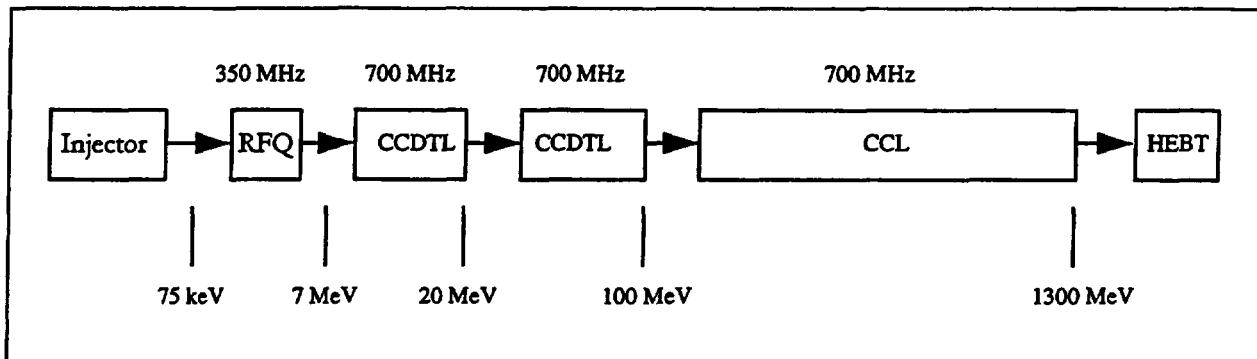 350 MHz 700 MHz 700 MHz 700 MHz
Injector RFQ CCDTL CCDTL CCL HEBT
75 keV 7 MeV 20 MeV 100 MeV 1300 MeV